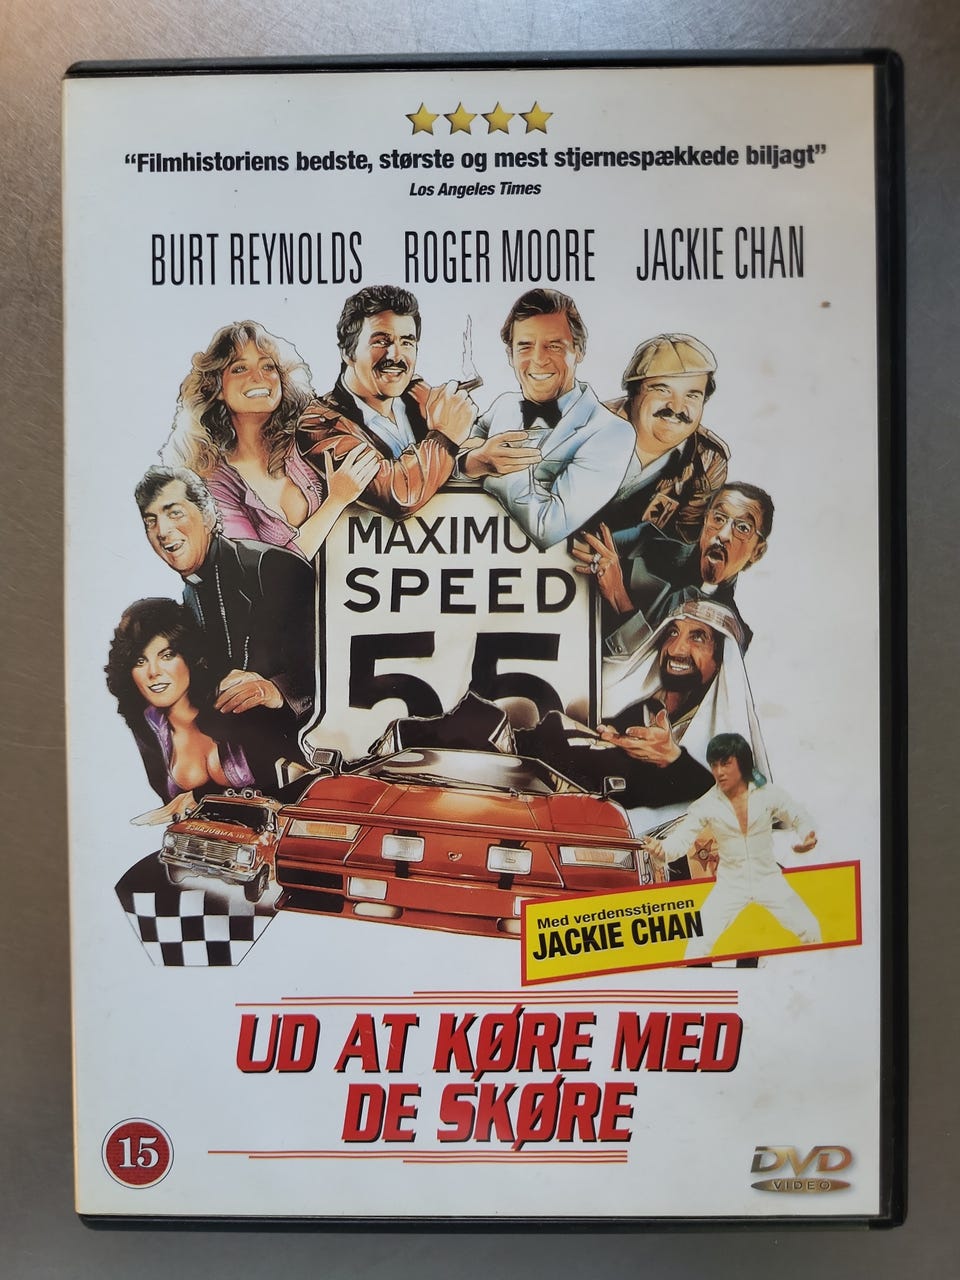 “Filmhistoriens bedste, største og mest stjernespækkede biljagt”
Los Angeles Times
BURT REYNOLDS ROGER MOORE JACKIE CHAN
MAXIMU
SPEED
55
Med verdensstjernen
JACKIE CHAN
UD AT KØRE MED
DE SKØRE
15
DVD
VIDEO